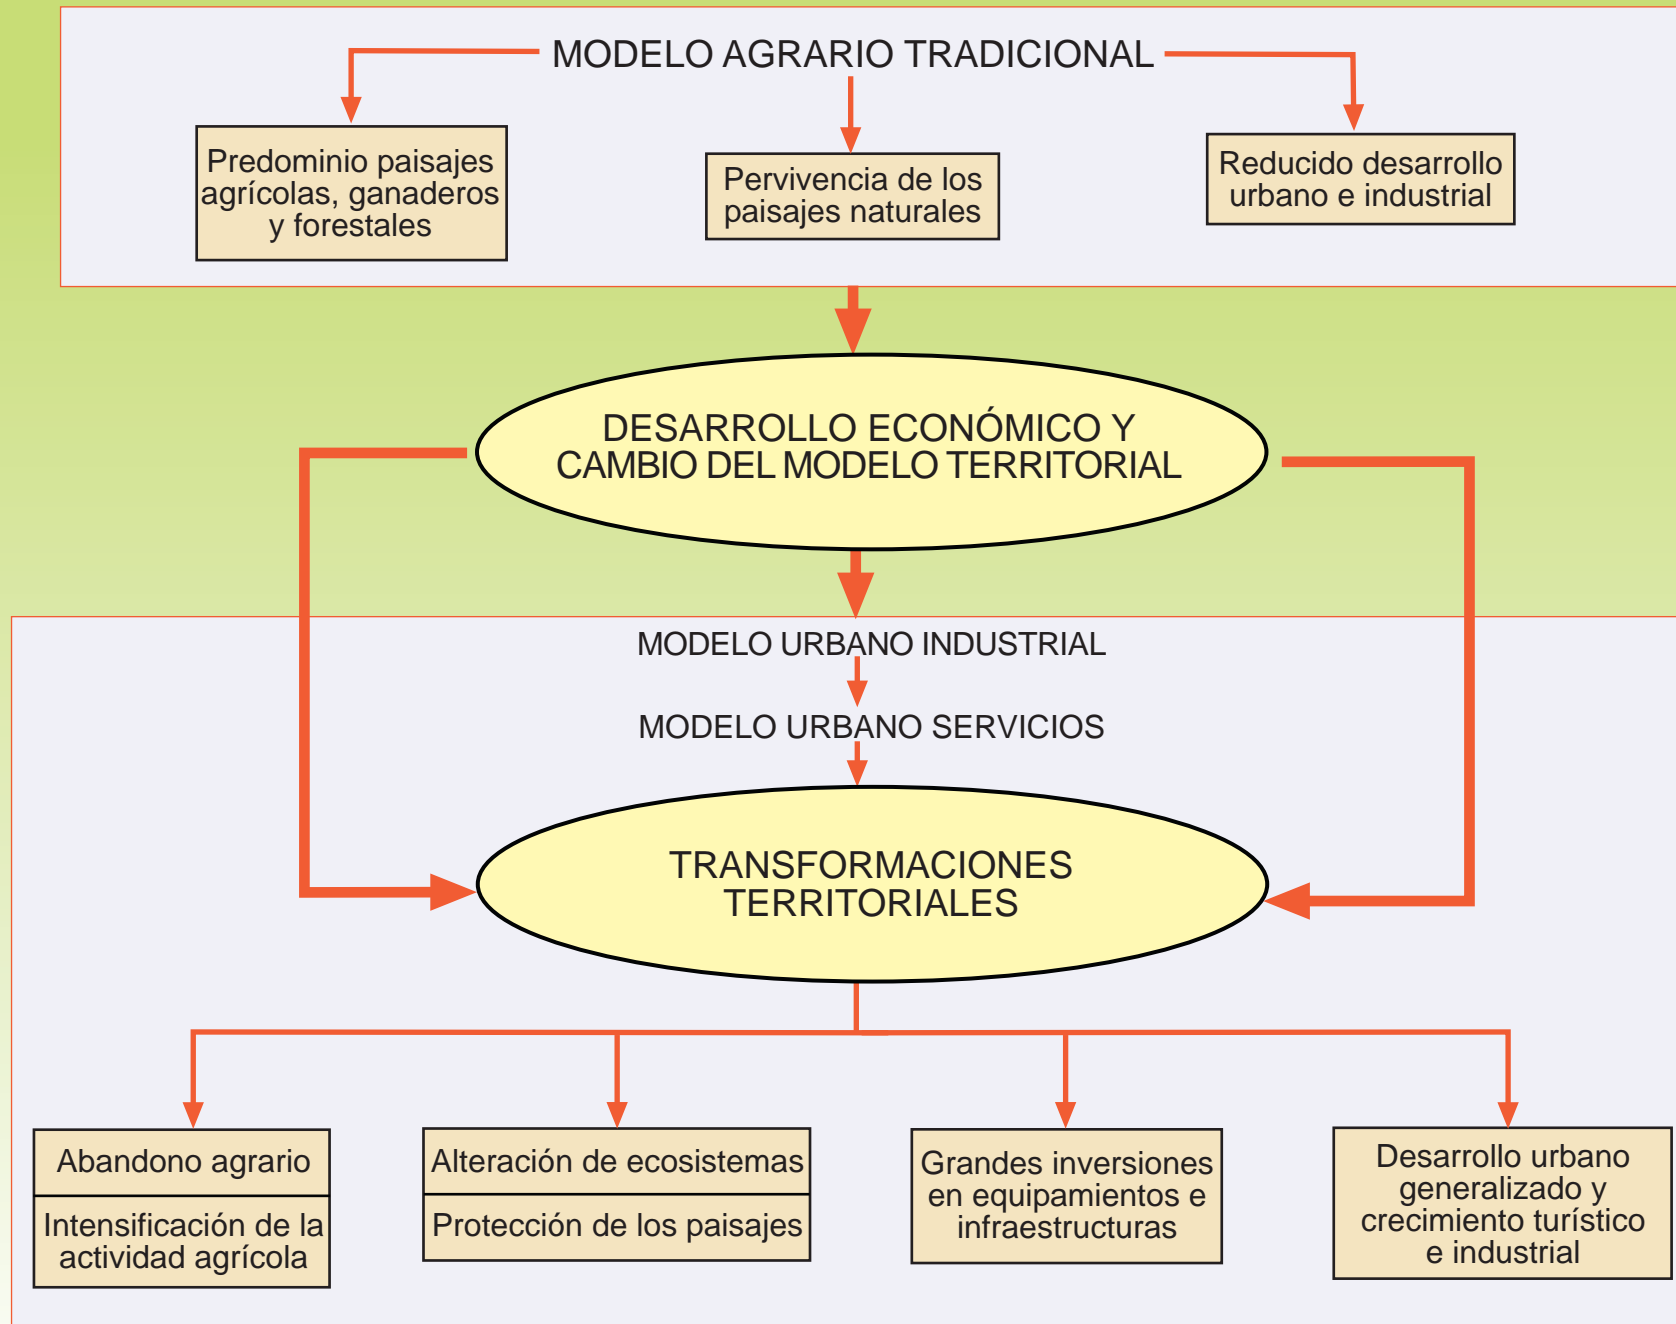 MODELO AGRARIO TRADICIONAL
Predominio paisajes
agrícolas, ganaderos
y forestales
Pervivencia de los
paisajes naturales
Reducido desarrollo
urbano e industrial
DESARROLLO ECONÓMICO Y
CAMBIO DEL MODELO TERRITORIAL
MODELO URBANO INDUSTRIAL
MODELO URBANO SERVICIOS
TRANSFORMACIONES
TERRITORIALES
Abandono agrario
Intensificación de la
actividad agrícola
Alteración de ecosistemas
Protección de los paisajes
Grandes inversiones
en equipamientos e
infraestructuras
Desarrollo urbano
generalizado y
crecimiento turístico
e industrial